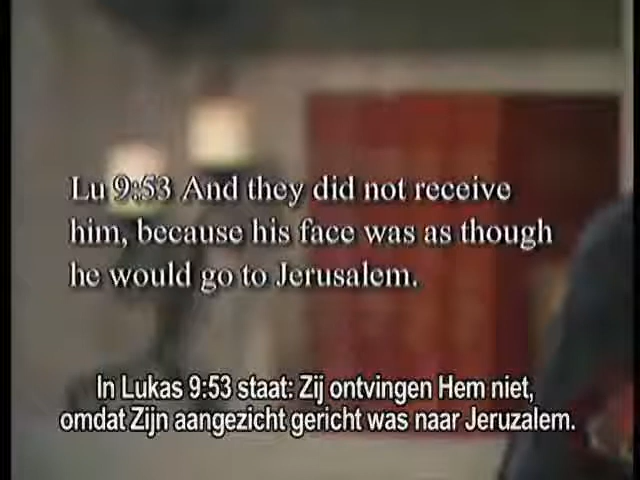 Lu 9:53 And they did not receive
him, because his face was as though
he would go to Jerusalem.
In Lukas 9:53 staat: Zij ontvingen Hem niet,
omdat Zijn aangezicht gericht was naar Jeruzalem.